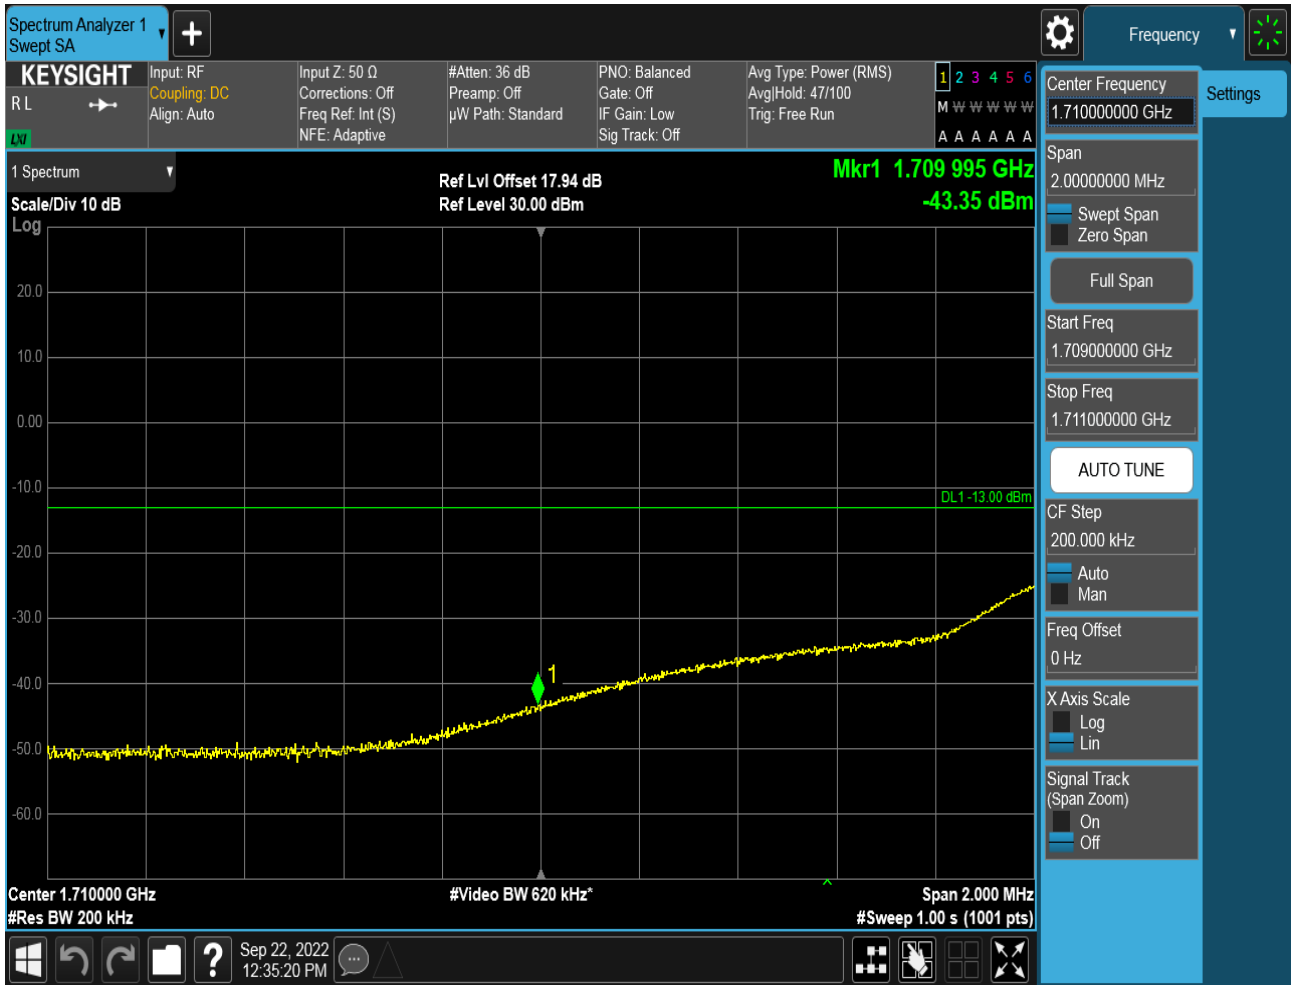 Spectrum Analyzer 1
Swept SA
Frequency
KEYSIGHT
R L
LXI
Input: RF
Coupling: DC
Align: Auto
Input Z: 50 Ω
Corrections: Off
Freq Ref: Int (S)
NFE: Adaptive
#Atten: 36 dB
Preamp: Off
µW Path: Standard
PNO: Balanced
Gate: Off
IF Gain: Low
Sig Track: Off
Avg Type: Power (RMS)
Avg|Hold: 47/100
Trig: Free Run
1 2 3 4 5 6
M W W W W W
A A A A A A
1 Spectrum
Scale/Div 10 dB
Log
Ref Lvl Offset 17.94 dB
Ref Level 30.00 dBm
Mkr1 1.709 995 GHz
-43.35 dBm
20.0
10.0
0.00
-10.0
DL1 -13.00 dBm
-20.0
-30.0
-40.0
1
-50.0
-60.0
Center 1.710000 GHz
#Video BW 620 kHz*
Span 2.000 MHz
#Res BW 200 kHz
#Sweep 1.00 s (1001 pts)
?
Sep 22, 2022
12:35:20 PM
Center Frequency
1.710000000 GHz
Settings
Span
2.00000000 MHz
Swept Span
Zero Span
Full Span
Start Freq
1.709000000 GHz
Stop Freq
1.711000000 GHz
AUTO TUNE
CF Step
200.000 kHz
Auto
Man
Freq Offset
0 Hz
X Axis Scale
Log
Lin
Signal Track
(Span Zoom)
On
Off